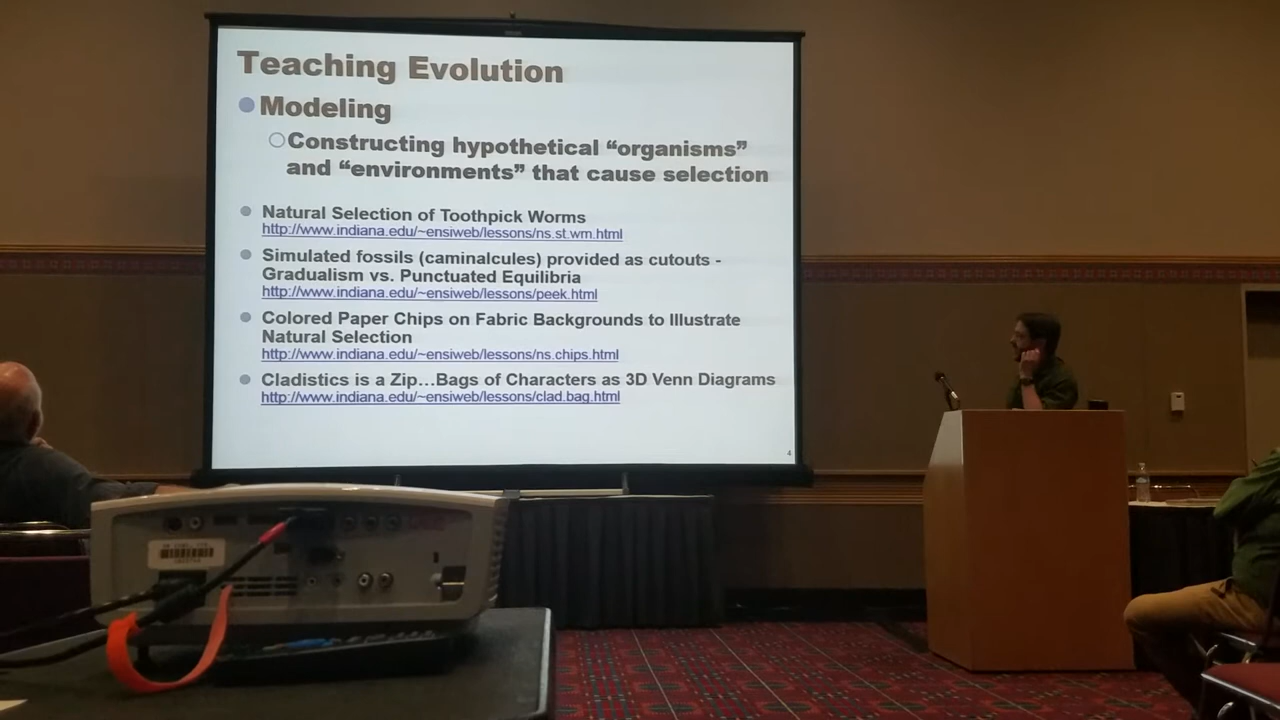 Teaching Evolution
Modeling
Constructing hypothetical “organisms”
and “environments” that cause selection
Natural Selection of Toothpick Worms
http://www.indiana.edu/~ensiweb/lessons/ns.st.wm.html
Simulated fossils (caminalcules) provided as cutouts -
Gradualism vs. Punctuated Equilibria
http://www.indiana.edu/~ensiweb/lessons/peek.html
Colored Paper Chips on Fabric Backgrounds to Illustrate
Natural Selection
http://www.indiana.edu/~ensiweb/lessons/ns.chips.html
Cladistics is a Zip...Bags of Characters as 3D Venn Diagrams
http://www.indiana.edu/~ensiweb/lessons/clad.bag.html
4